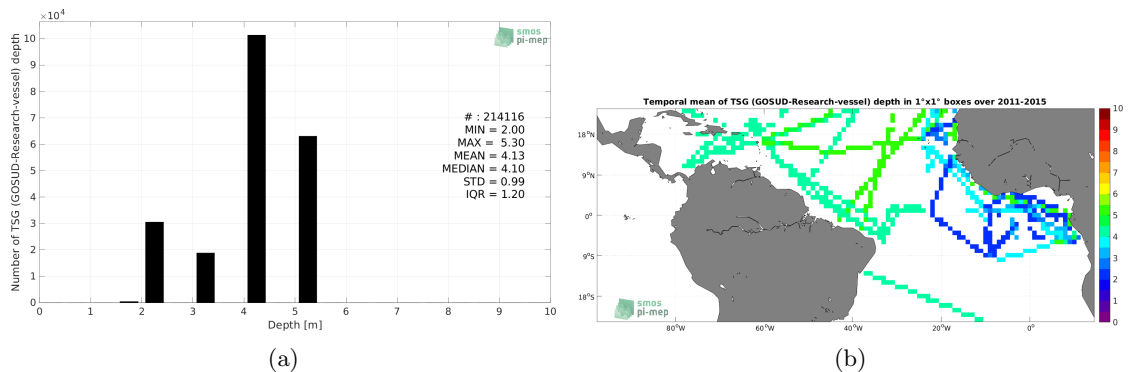 ×10⁴
10
9
8
7
6
5
4
3
2
1
0
Number of TSG (GOSUD-Research-vessel) depth
smos
pi-mep
# : 214116
MIN = 2.00
MAX = 5.30
MEAN = 4.13
MEDIAN = 4.10
STD = 0.99
IQR = 1.20
0 1 2 3 4 5 6 7 8 9 10
Depth [m]
(a)
Temporal mean of TSG (GOSUD-Research-vessel) depth in 1°x1° boxes over 2011-2015
18°N
9°N
0°
9°S
18°S
smos
pi-mep
80°W 60°W 40°W 20°W 0°
10
9
8
7
6
5
4
3
2
1
0
(b)